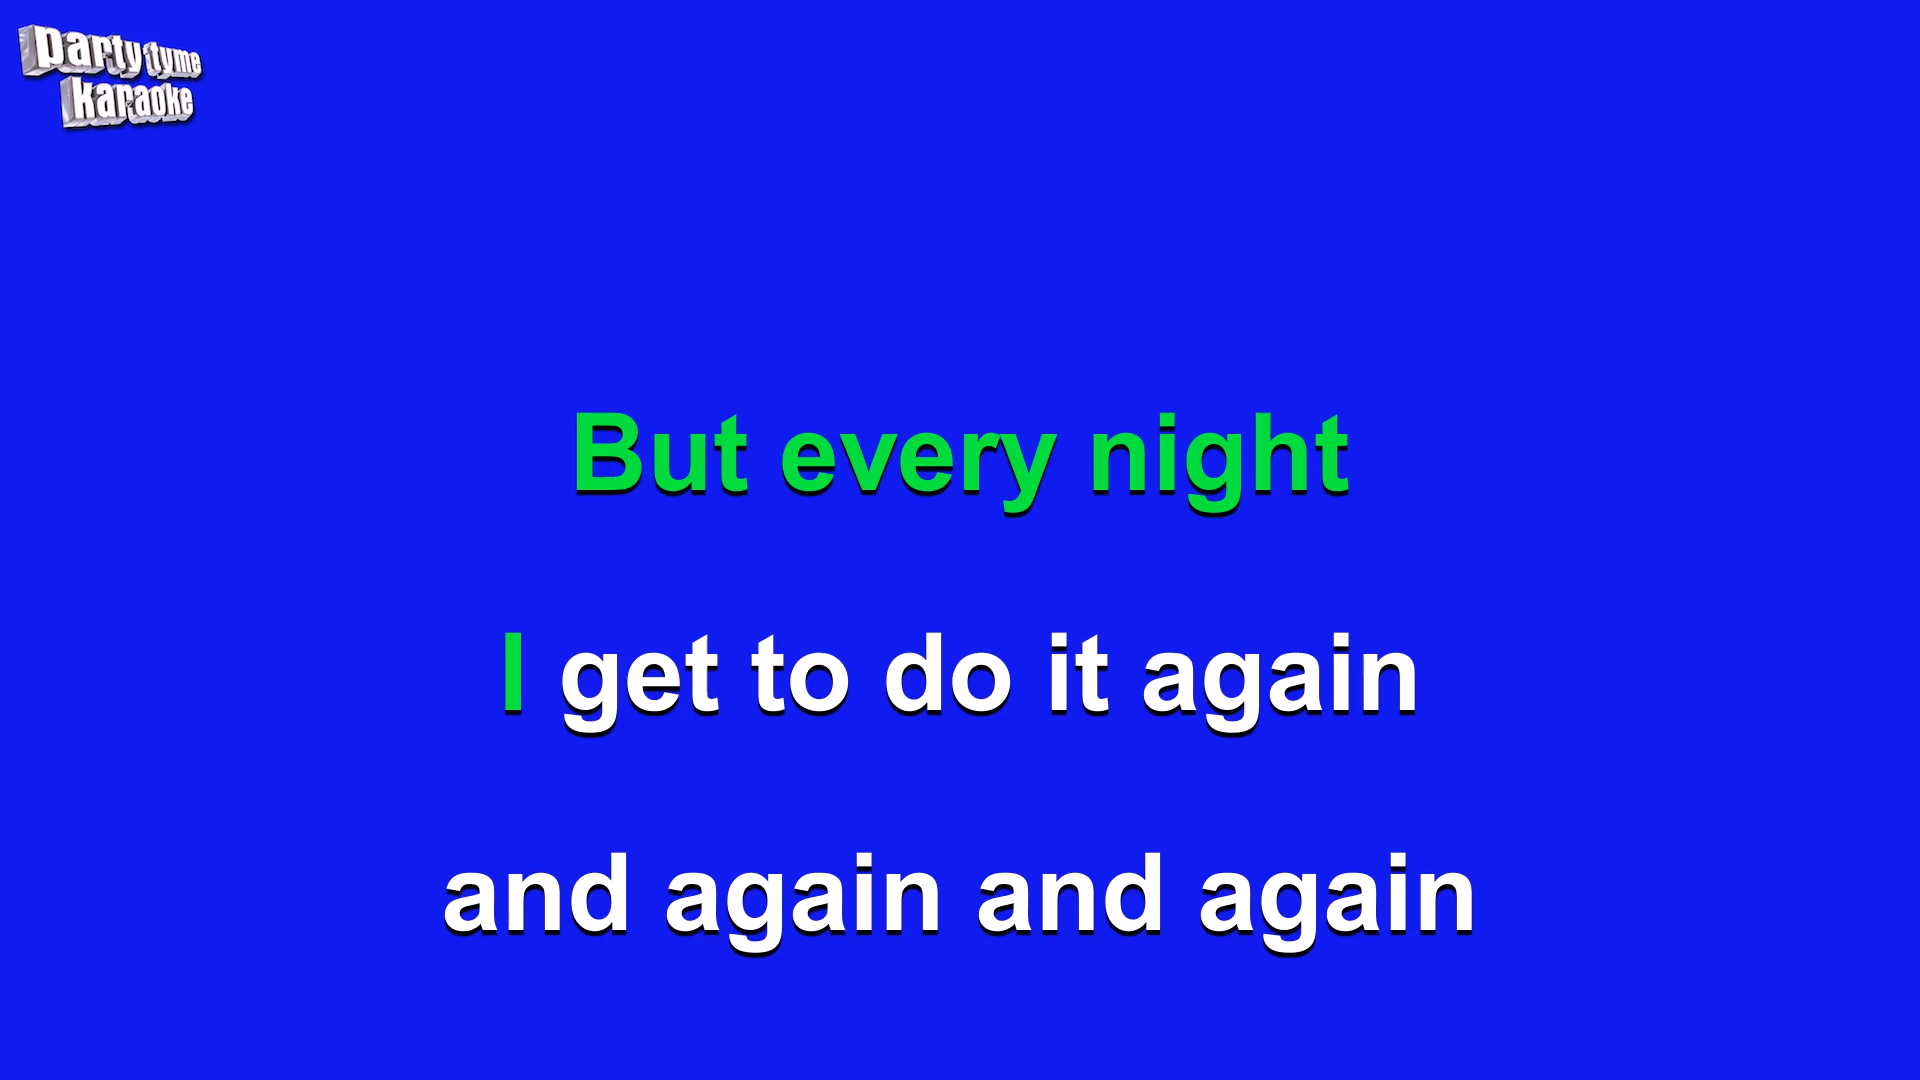 party tyme
karaoke
But every night
I get to do it again
and again and again